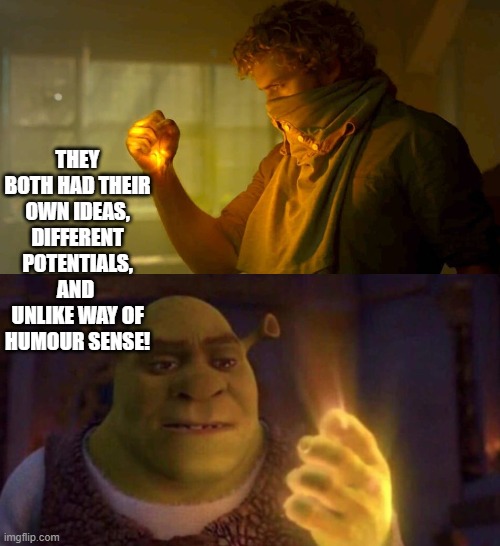 THEY
BOTH HAD THEIR
OWN IDEAS,
DIFFERENT
POTENTIALS,
AND
UNLIKE WAY OF
HUMOUR SENSE!
imgflip.com